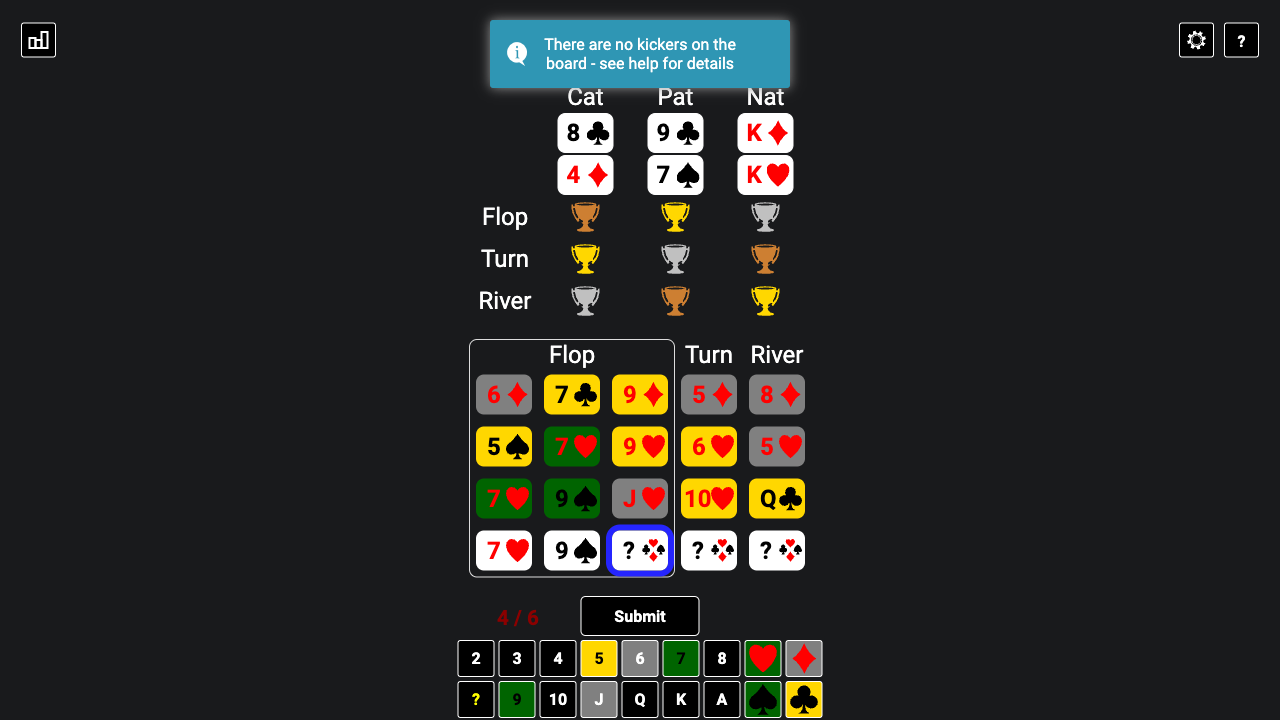 There are no kickers on the
board - see help for details
?
Cat Pat Nat
8 9 K
4 7 K
Flop
Turn
River
Flop Turn River
6 7 9 5 8
5 7 9 6 5
7 9 J 10 Q
7 9 ? ? ?
4 / 6 Submit
2 3 4 5 6 7 8
? 9 10 J Q K A